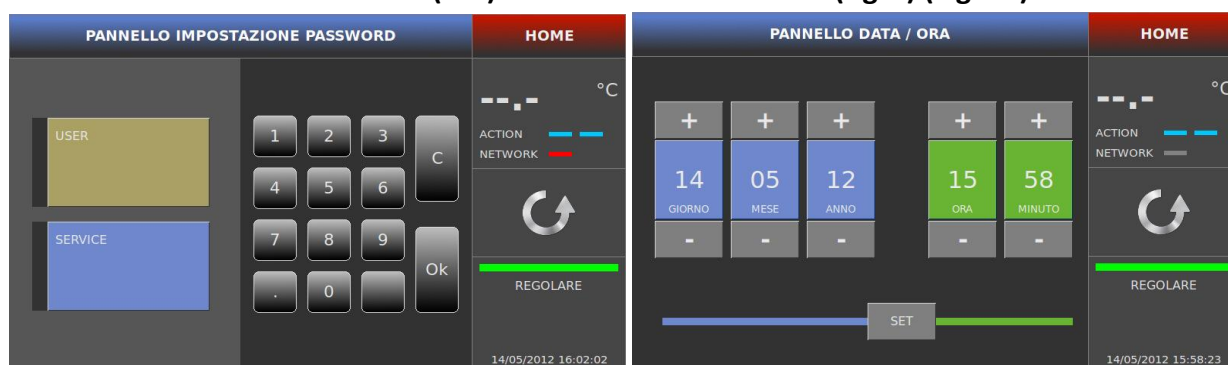 PANNELLO IMPOSTAZIONE PASSWORD
HOME
USER
SERVICE
1 2 3 C
4 5 6
7 8 9 Ok
. 0
--.- °C
ACTION
NETWORK
REGOLARE
14/05/2012 16:02:02
PANNELLO DATA / ORA
HOME
+ + + + +
14 05 12 15 58
GIORNO MESE ANNO ORA MINUTO
- - - - -
SET
--.- °C
ACTION
NETWORK
REGOLARE
14/05/2012 15:58:23